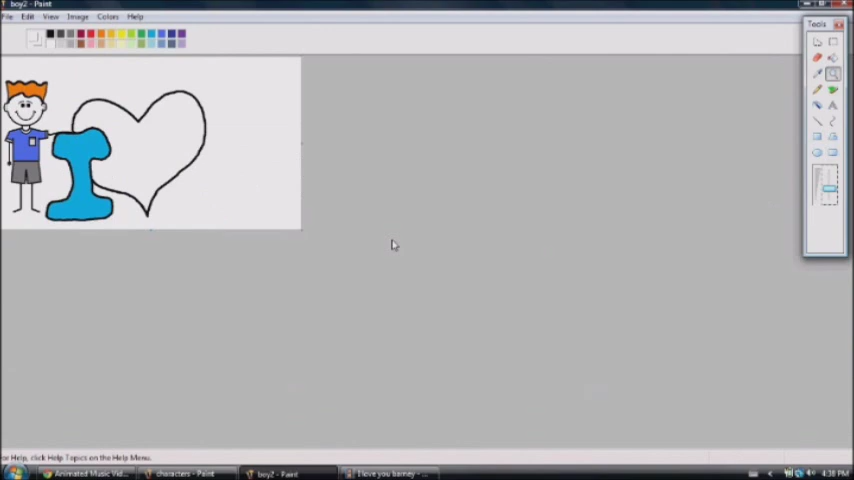 boy2 - Paint
File Edit View Image Colors Help
Tools
I
or Help, click Help Topics on the Help Menu.
Animated Music Vid... characters - Paint boy2 - Paint I love you barney - ... 4:38 PM